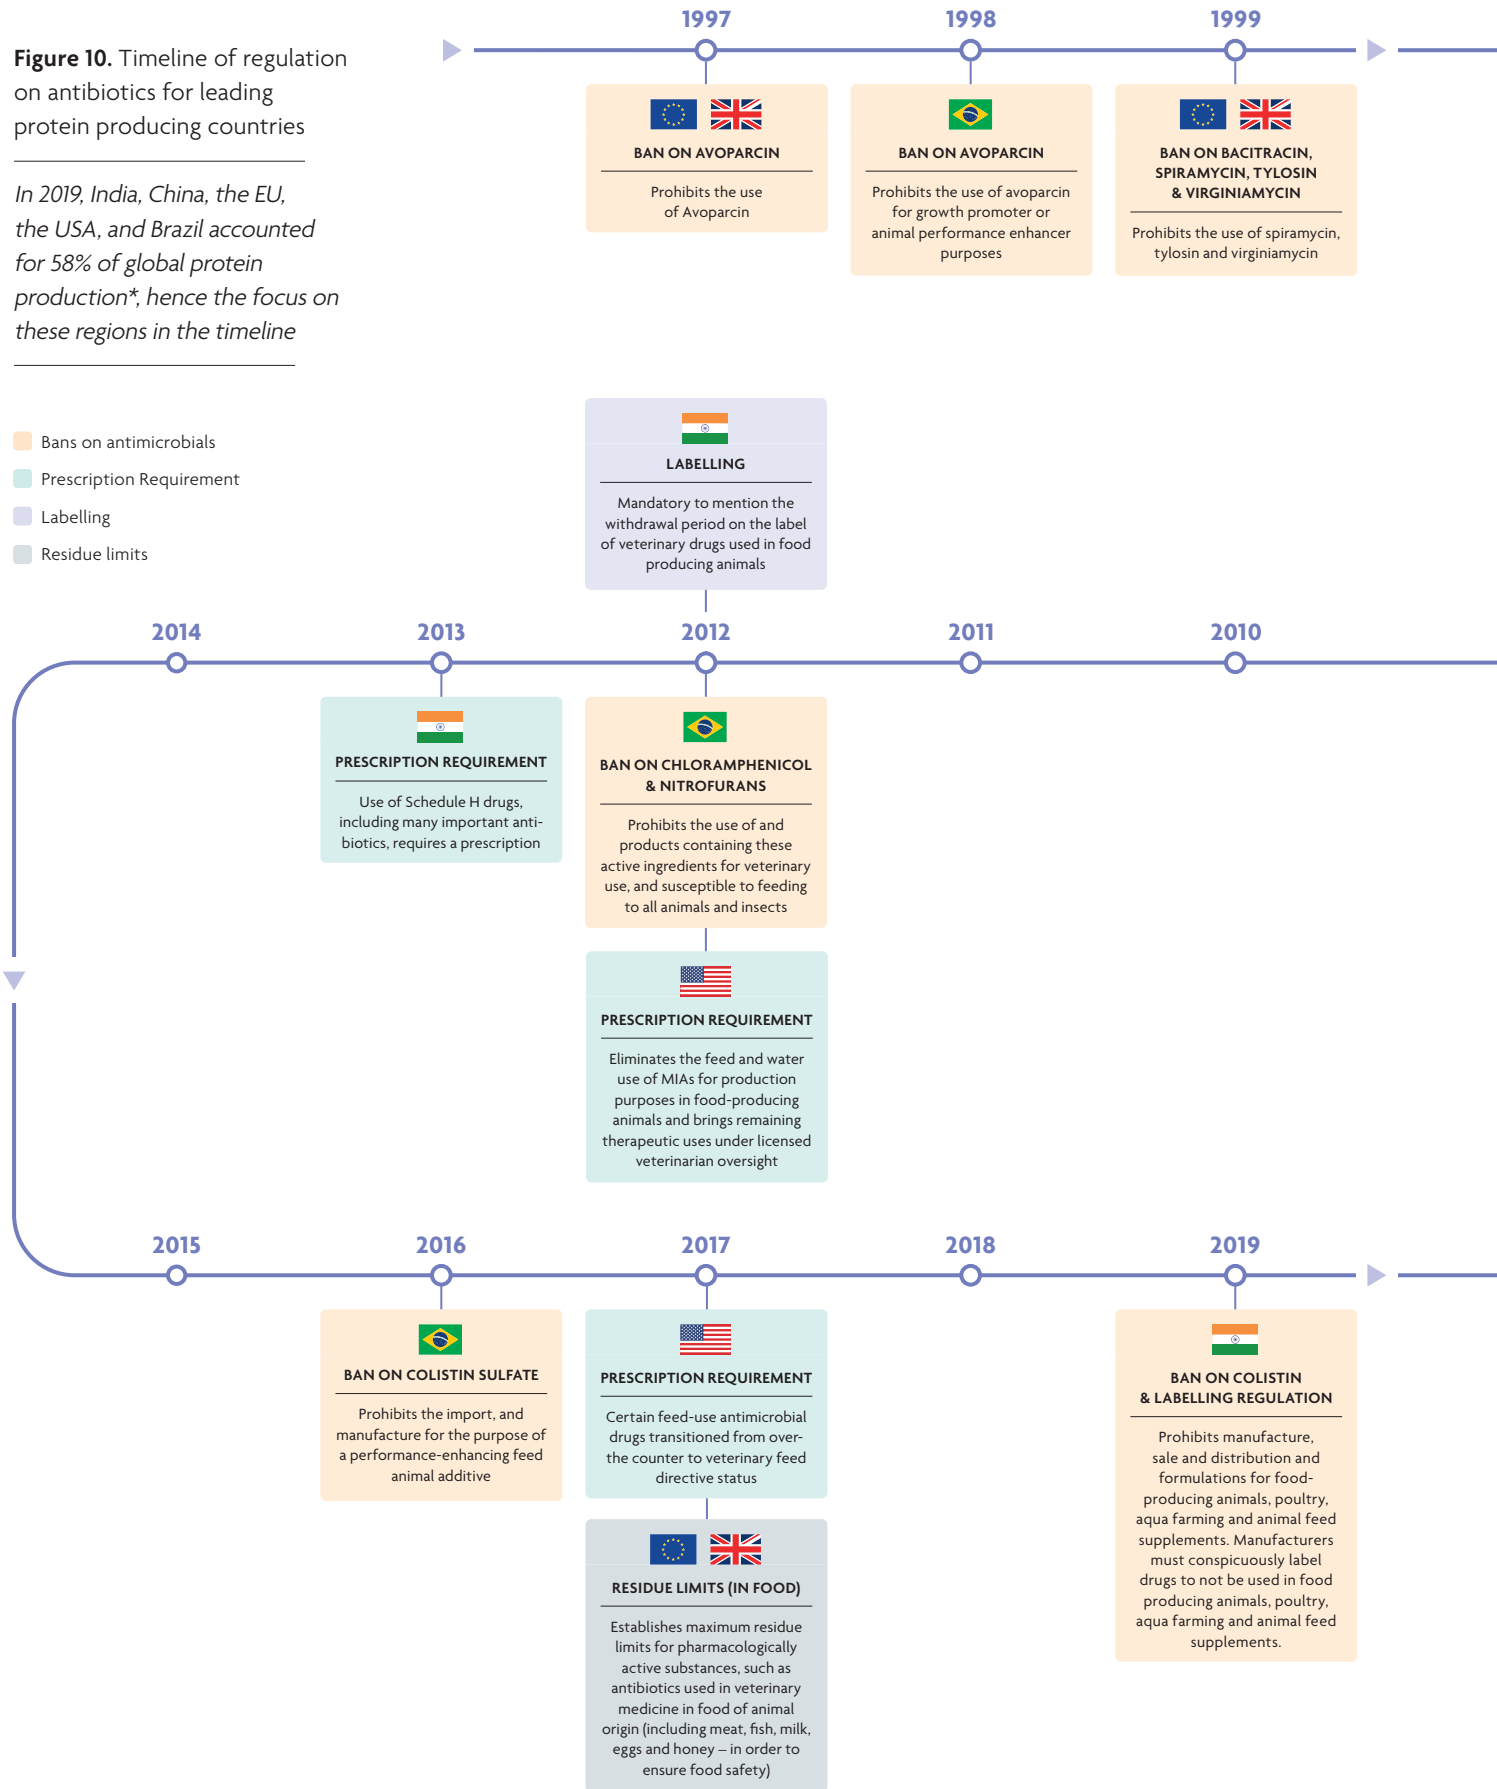 Figure 10. Timeline of regulation
on antibiotics for leading
protein producing countries
In 2019, India, China, the EU,
the USA, and Brazil accounted
for 58% of global protein
production*, hence the focus on
these regions in the timeline
Bans on antimicrobials
Prescription Requirement
Labelling
Residue limits
1997
BAN ON AVOPARCIN
Prohibits the use
of Avoparcin
1998
BAN ON AVOPARCIN
Prohibits the use of avoparcin
for growth promoter or
animal performance enhancer
purposes
1999
BAN ON BACITRACIN,
SPIRAMYCIN, TYLOSIN
& VIRGINIAMYCIN
Prohibits the use of spiramycin,
tylosin and virginiamycin
LABELLING
Mandatory to mention the
withdrawal period on the label
of veterinary drugs used in food
producing animals
2014
2013
2012
2011
2010
PRESCRIPTION REQUIREMENT
Use of Schedule H drugs,
including many important anti-
biotics, requires a prescription
BAN ON CHLORAMPHENICOL
& NITROFURANS
Prohibits the use of and
products containing these
active ingredients for veterinary
use, and susceptible to feeding
to all animals and insects
PRESCRIPTION REQUIREMENT
Eliminates the feed and water
use of MIAs for production
purposes in food-producing
animals and brings remaining
therapeutic uses under licensed
veterinarian oversight
2015
2016
2017
2018
2019
BAN ON COLISTIN SULFATE
Prohibits the import, and
manufacture for the purpose of
a performance-enhancing feed
animal additive
PRESCRIPTION REQUIREMENT
Certain feed-use antimicrobial
drugs transitioned from over-
the counter to veterinary feed
directive status
RESIDUE LIMITS (IN FOOD)
Establishes maximum residue
limits for pharmacologically
active substances, such as
antibiotics used in veterinary
medicine in food of animal
origin (including meat, fish, milk,
eggs and honey – in order to
ensure food safety)
BAN ON COLISTIN
& LABELLING REGULATION
Prohibits manufacture,
sale and distribution and
formulations for food-
producing animals, poultry,
aqua farming and animal feed
supplements. Manufacturers
must conspicuously label
drugs to not be used in food
producing animals, poultry,
aqua farming and animal feed
supplements.